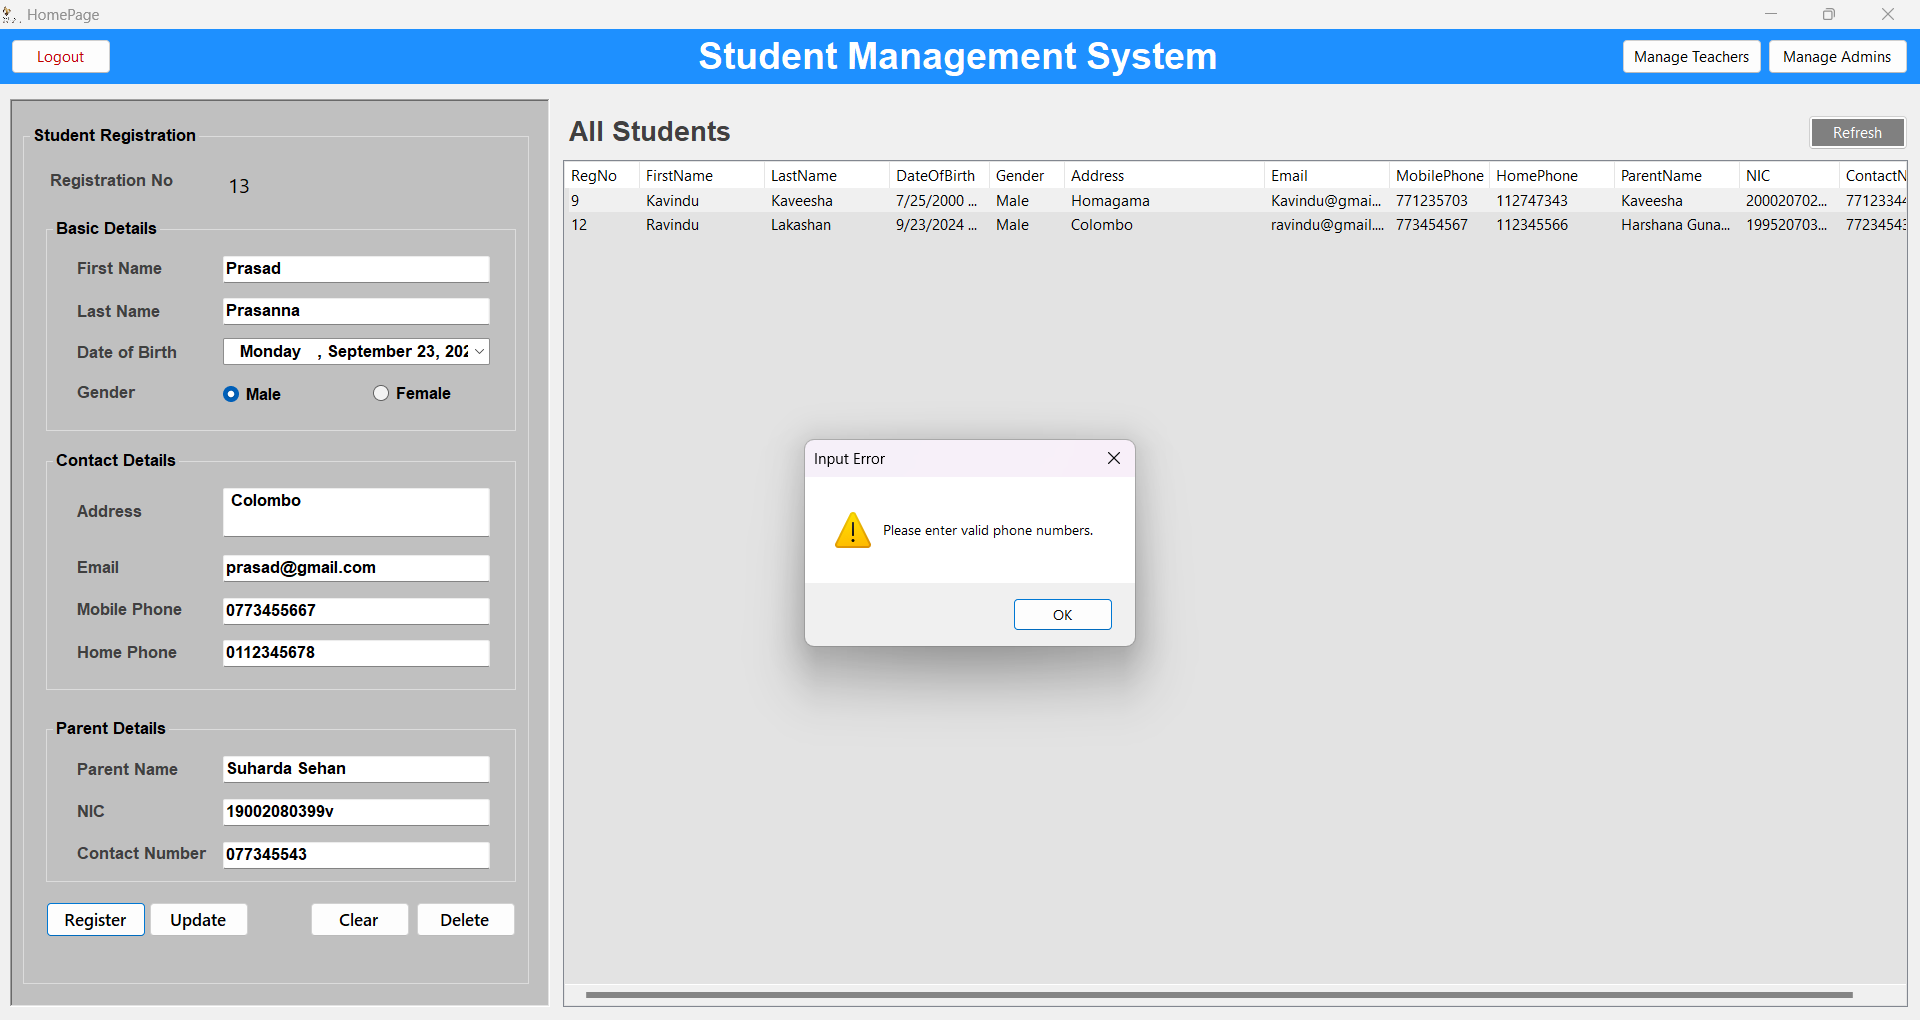 HomePage
Logout
Student Management System
Manage Teachers
Manage Admins
Student Registration
Registration No 13
Basic Details
First Name Prasad
Last Name Prasanna
Date of Birth Monday , September 23, 202
Gender Male Female
Contact Details
Address Colombo
Email prasad@gmail.com
Mobile Phone 0773455667
Home Phone 0112345678
Parent Details
Parent Name Suharda Sehan
NIC 19002080399v
Contact Number 077345543
Register Update Clear Delete
All Students
Refresh
RegNo FirstName LastName DateOfBirth Gender Address Email MobilePhone HomePhone ParentName NIC ContactN
9 Kavindu Kaveesha 7/25/2000 ... Male Homagama Kavindu@gmai... 771235703 112747343 Kaveesha 200020702... 7712334
12 Ravindu Lakashan 9/23/2024 ... Male Colombo ravindu@gmail.... 773454567 112345566 Harshana Guna... 199520703... 7723454
Input Error
Please enter valid phone numbers.
OK